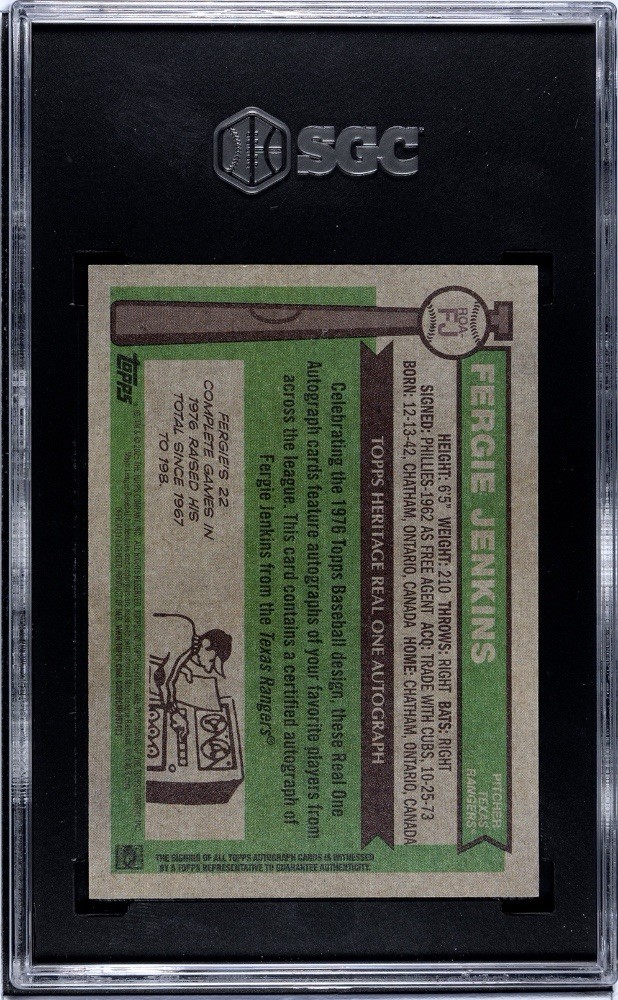 SGC
ROA-
FJ
FERGIE JENKINS
PITCHER
TEXAS
RANGERS
HEIGHT: 6'5" WEIGHT: 210 THROWS: RIGHT BATS: RIGHT
SIGNED: PHILLIES-1962 AS FREE AGENT ACQ: TRADE WITH CUBS, 10-25-73
BORN: 12-13-42, CHATHAM, ONTARIO, CANADA HOME: CHATHAM, ONTARIO, CANADA
TOPPS HERITAGE REAL ONE AUTOGRAPH
Celebrating the 1976 Topps Baseball design, these Real One
Autograph cards feature autographs of your favorite players from
across the league. This card contains a certified autograph of
Fergie Jenkins from the Texas Rangers®
FERGIE'S 22
COMPLETE GAMES IN
1976 RAISED HIS
TOTAL SINCE 1967
TO 198.
THE SIGNING OF ALL TOPPS AUTOGRAPH CARDS IS WITNESSED
BY A TOPPS REPRESENTATIVE TO GUARANTEE AUTHENTICITY.
topps